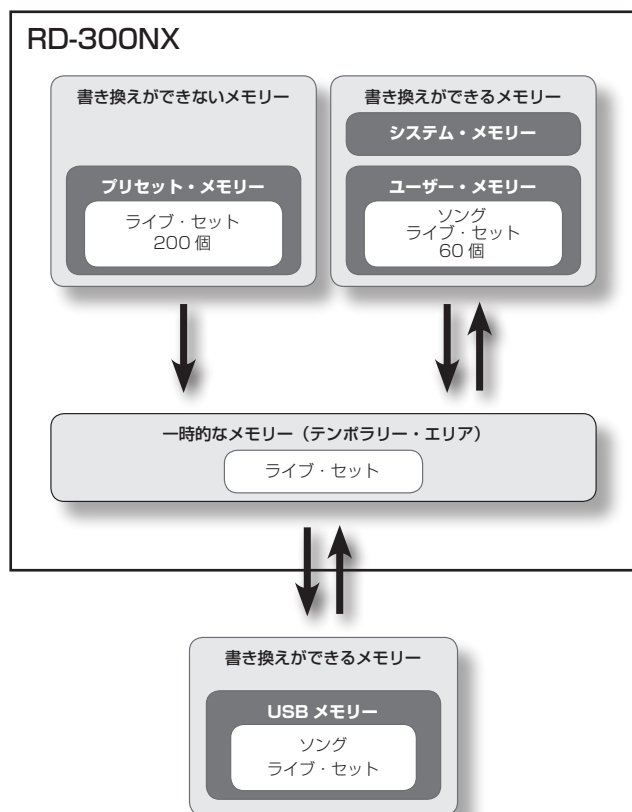 RD-300NX
書き換えができないメモリー
プリセット・メモリー
ライブ・セット
200 個
書き換えができるメモリー
システム・メモリー
ユーザー・メモリー
ソング
ライブ・セット
60 個
一時的なメモリー（テンポラリー・エリア）
ライブ・セット
書き換えができるメモリー
USB メモリー
ソング
ライブ・セット